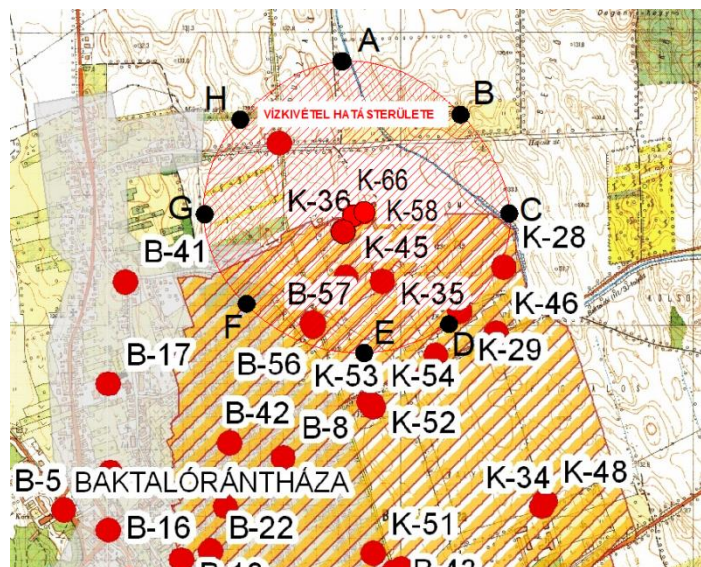 A
B
H
VÍZKIVÉTEL HATÁSTERÜLETE
K-66
G
K-36
K-58
C
B-41
K-45
K-28
B-57
K-35
K-46
F
E
D
B-17
B-56
K-53
K-54
K-29
B-42
B-8
K-52
B-5
BAKTALÓRÁNTHÁZA
K-34
K-48
B-16
B-22
K-51